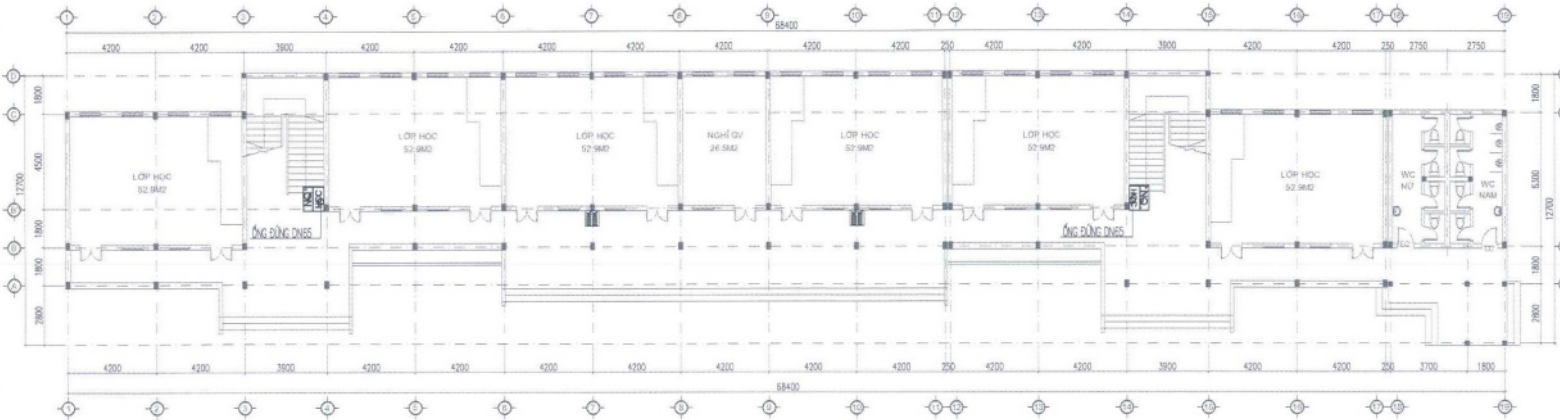 1 2 3 4 5 6 7 8 9 10 11 12 13 14 15 16 17 18 19
68400
4200 4200 3900 4200 4200 4200 4200 4200 4200 4200 250 4200 4200 3900 4200 4200 250 2750 2750
D
1800
1800
C
LỚP HỌC
52.9M2
LỚP HỌC
52.9M2
LỚP HỌC
52.9M2
NGHỈ GV
26.5M2
LỚP HỌC
52.9M2
LỚP HỌC
52.9M2
LỚP HỌC
52.9M2
WC
NỮ
WC
NAM
4500
12700
6300
12700
B
1800
ỐNG ĐỨNG DN65
ỐNG ĐỨNG DN65
B
1800
1800
A
2800
2800
4200 4200 3900 4200 4200 4200 4200 4200 4200 4200 250 4200 4200 3900 4200 4200 250 3700 1800
68400
1 2 3 4 5 6 7 8 9 10 11 12 13 14 15 16 17 18 19